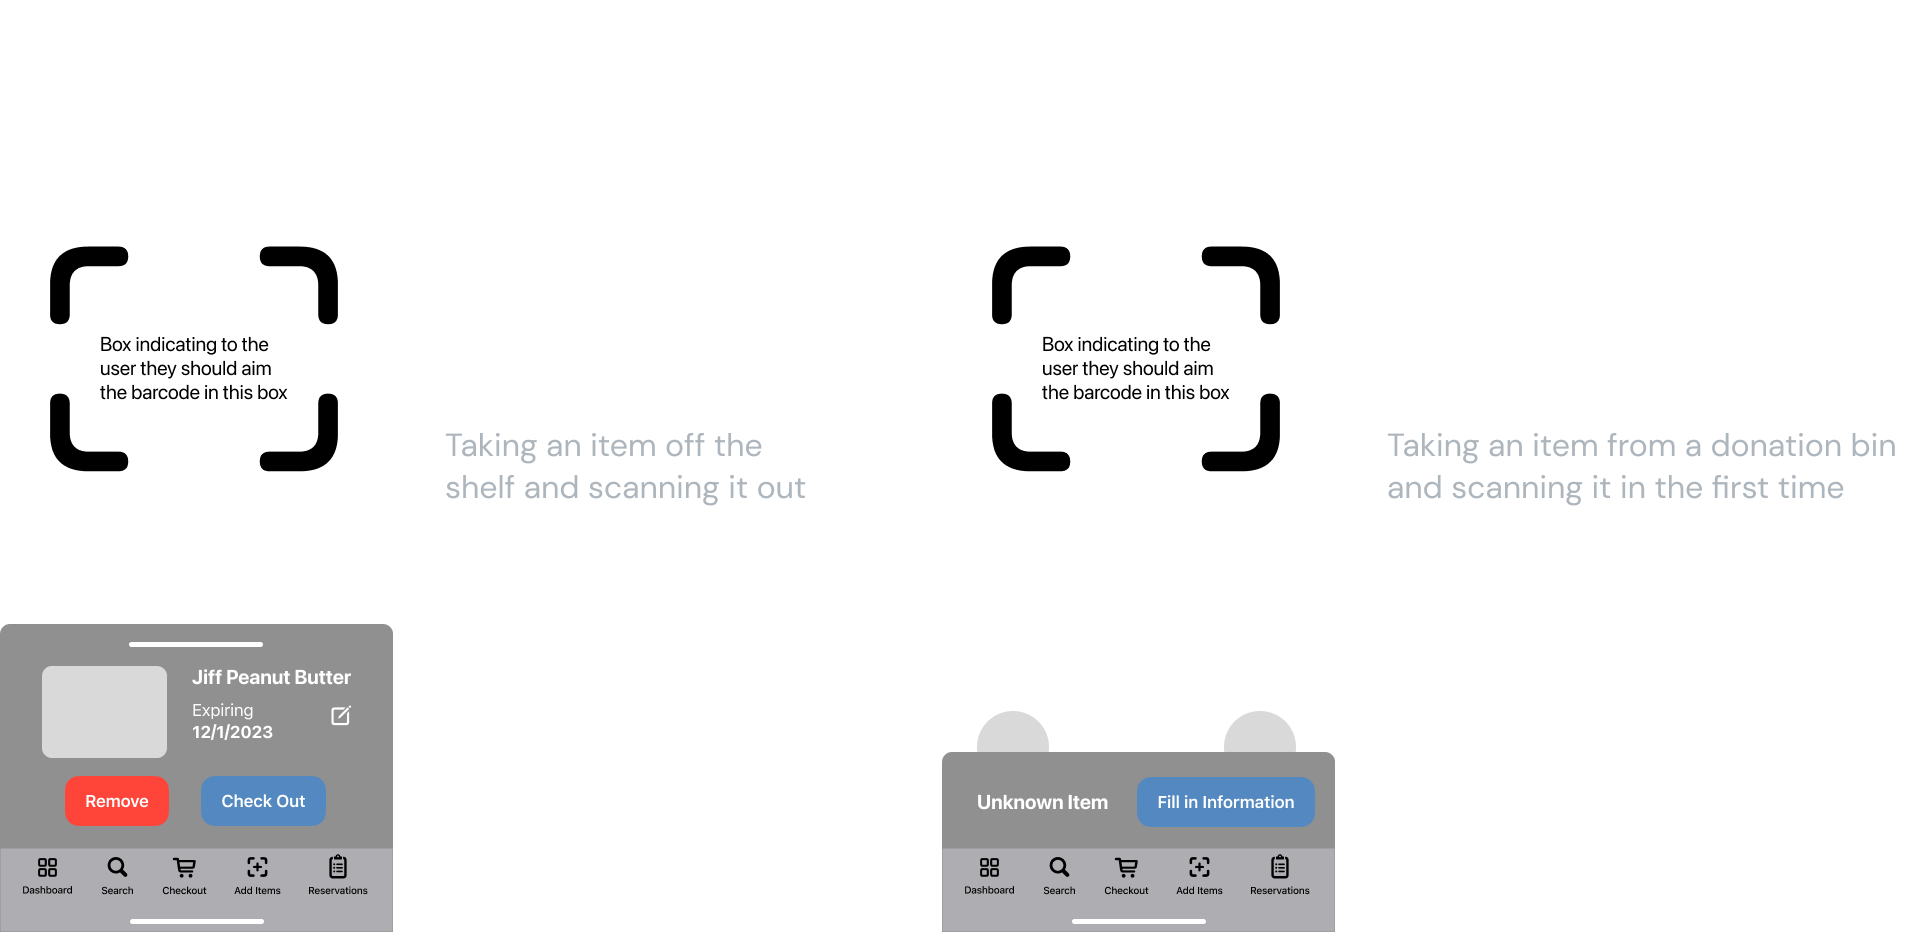 Box indicating to the
user they should aim
the barcode in this box
Taking an item off the
shelf and scanning it out
Jiff Peanut Butter
Expiring
12/1/2023
Remove
Check Out
Dashboard
Search
Checkout
Add Items
Reservations
Box indicating to the
user they should aim
the barcode in this box
Taking an item from a donation bin
and scanning it in the first time
Unknown Item
Fill in Information
Dashboard
Search
Checkout
Add Items
Reservations